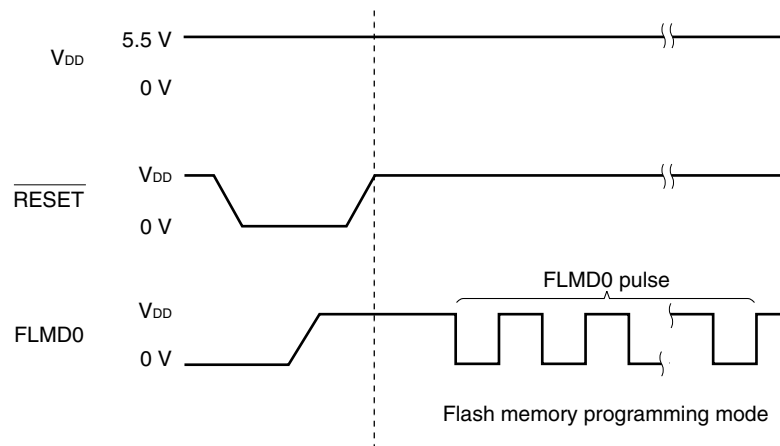 5.5 V
VDD
0 V
VDD
RESET
0 V
FLMD0 pulse
VDD
FLMD0
0 V
Flash memory programming mode